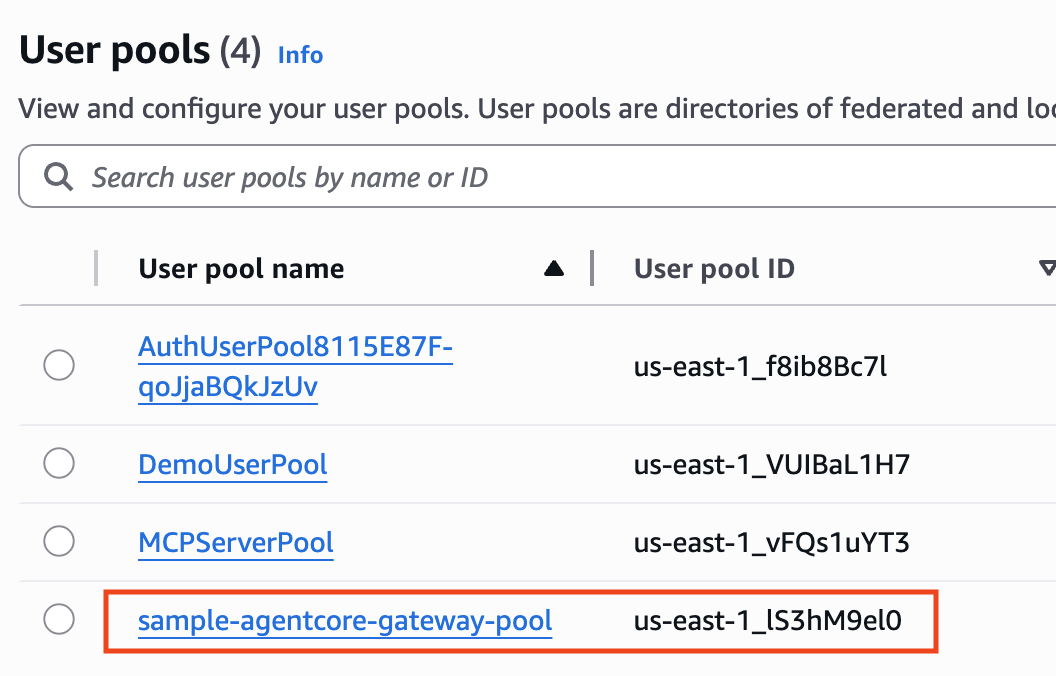 User pools (4) Info
View and configure your user pools. User pools are directories of federated and loc
Search user pools by name or ID
User pool name ▲ User pool ID ▽
AuthUserPool8115E87F-
qoJjaBQkJzUv
us-east-1_f8ib8Bc7l
DemoUserPool us-east-1_VUIBaL1H7
MCPServerPool us-east-1_vFQs1uYT3
sample-agentcore-gateway-pool us-east-1_lS3hM9el0